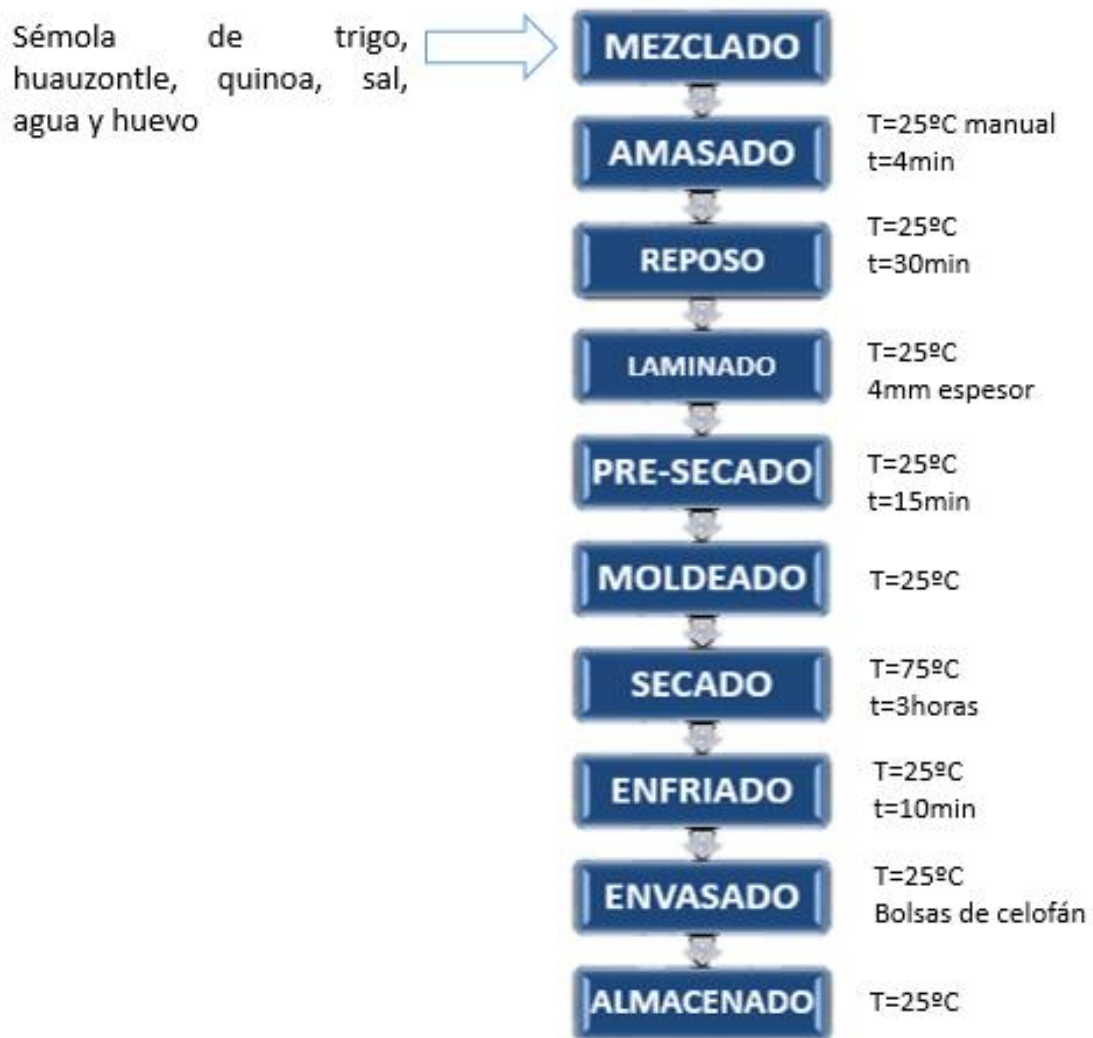 Sémola de trigo,
huauzontle, quinoa, sal,
agua y huevo
MEZCLADO
AMASADO
T=25ºC manual
t=4min
REPOSO
T=25ºC
t=30min
LAMINADO
T=25ºC
4mm espesor
PRE-SECADO
T=25ºC
t=15min
MOLDEADO
T=25ºC
SECADO
T=75ºC
t=3horas
ENFRIADO
T=25ºC
t=10min
ENVASADO
T=25ºC
Bolsas de celofán
ALMACENADO
T=25ºC